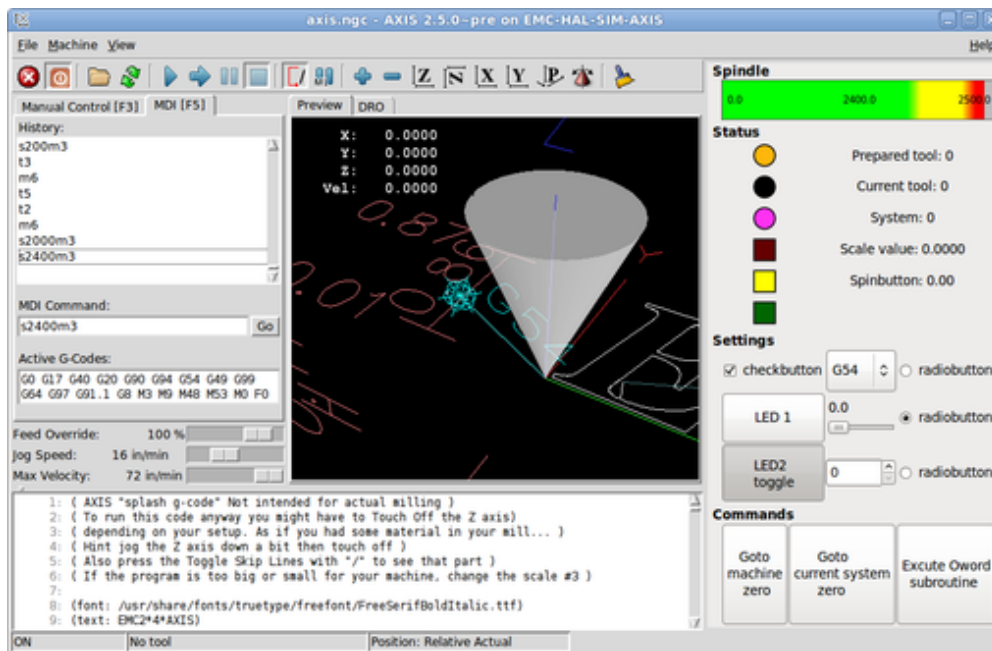 axis.ngc - AXIS 2.5.0~pre on EMC-HAL-SIM-AXIS
File Machine View Help
Manual Control [F3] MDI [F5]
History:
s200m3
t3
m6
t5
t2
m6
s2000m3
s2400m3
MDI Command:
s2400m3 Go
Active G-Codes:
G0 G17 G40 G20 G90 G94 G54 G49 G99
G64 G97 G91.1 G8 M3 M9 M48 M53 M0 F0
Feed Override: 100 %
Jog Speed: 16 in/min
Max Velocity: 72 in/min
Preview DRO
X: 0.0000
Y: 0.0000
Z: 0.0000
Vel: 0.0000
G54
Y
Spindle
0.0 2400.0 2500.0
Status
Prepared tool: 0
Current tool: 0
System: 0
Scale value: 0.0000
Spinbutton: 0.00
Settings
checkbutton G54 radiobutton
LED 1 0.0 radiobutton
LED2 toggle 0 radiobutton
Commands
Goto machine zero
Goto current system zero
Excute Oword subroutine
1: ( AXIS "splash g-code" Not intended for actual milling )
2: ( To run this code anyway you might have to Touch Off the Z axis)
3: ( depending on your setup. As if you had some material in your mill... )
4: ( Hint jog the Z axis down a bit then touch off )
5: ( Also press the Toggle Skip Lines with "/" to see that part )
6: ( If the program is too big or small for your machine, change the scale #3 )
7:
8: (font: /usr/share/fonts/truetype/freefont/FreeSerifBoldItalic.ttf)
9: (text: EMC2*4*AXIS)
ON No tool Position: Relative Actual